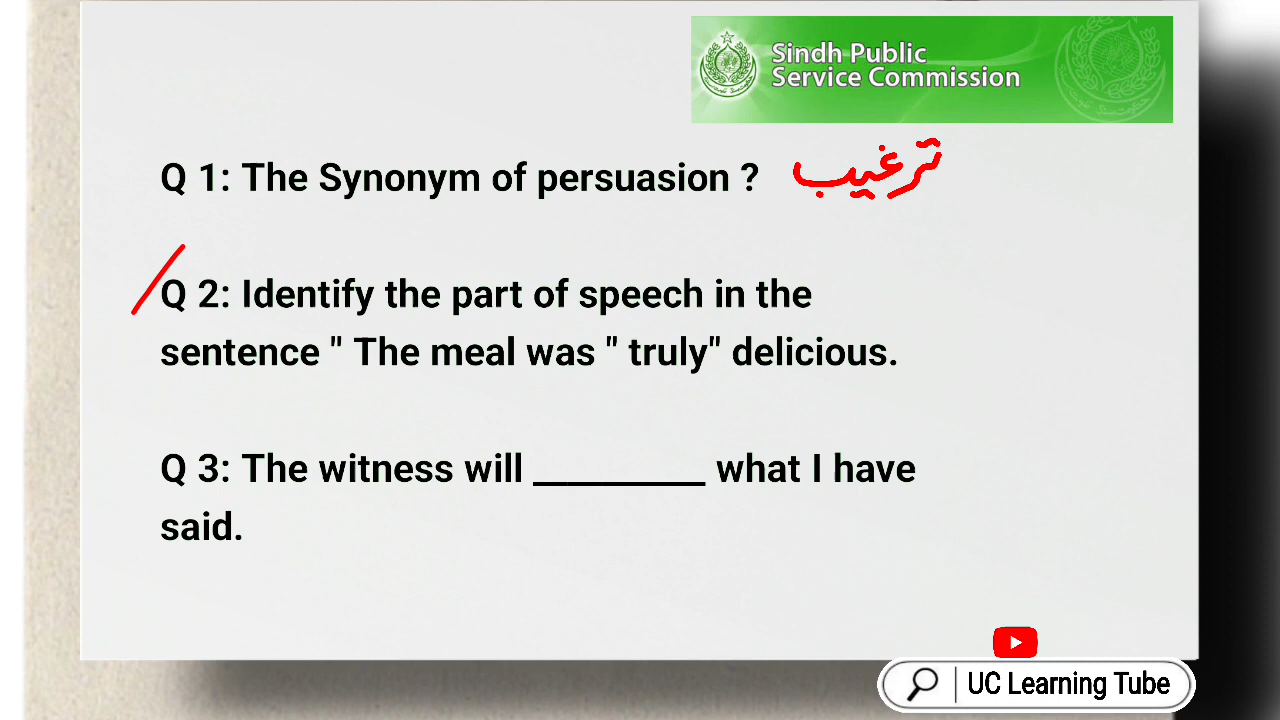 Sindh Public
Service Commission
Q 1: The Synonym of persuasion ? ترغیب
Q 2: Identify the part of speech in the
sentence " The meal was " truly" delicious.
Q 3: The witness will _________ what I have
said.
UC Learning Tube